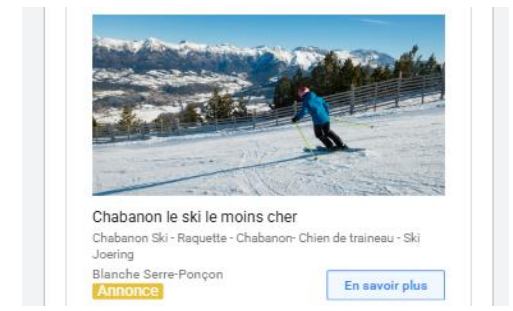 Chabanon le ski le moins cher
Chabanon Ski - Raquette - Chabanon- Chien de traineau - Ski
Joering
Blanche Serre-Ponçon
Annonce
En savoir plus